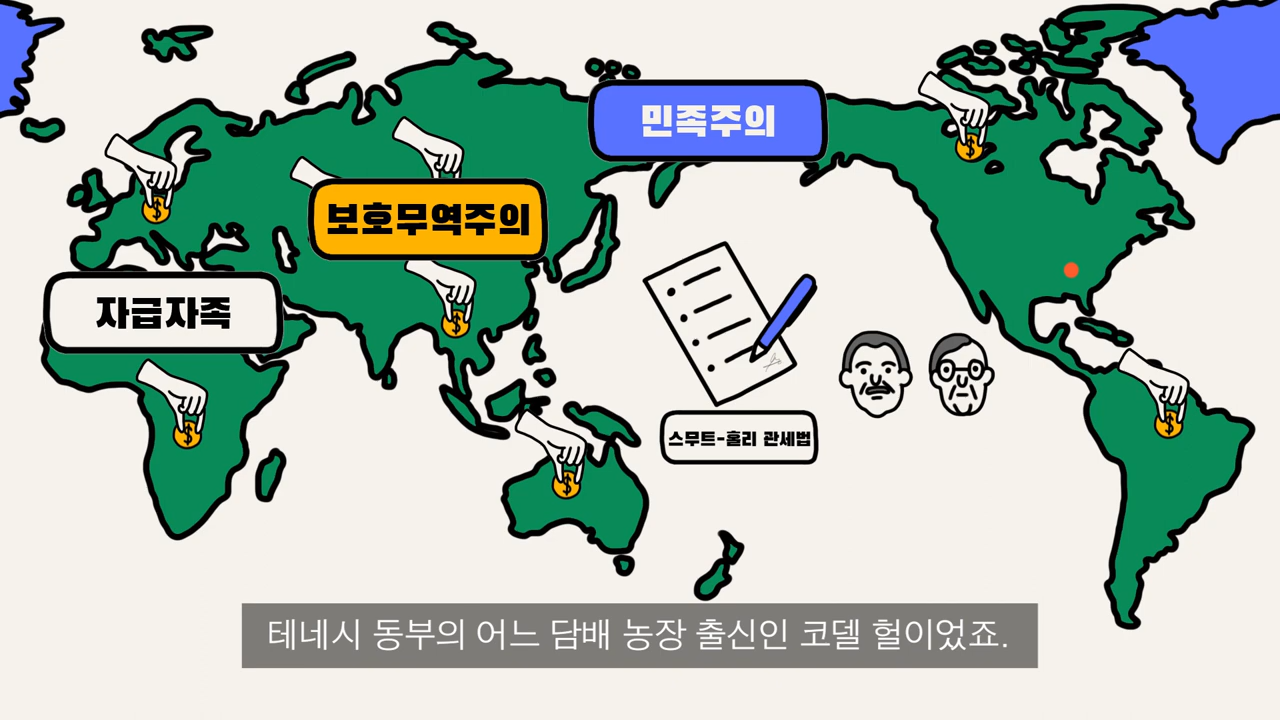 민족주의
보호무역주의
자급자족
스무트-홀리 관세법
테네시 동부의 어느 담배 농장 출신인 코델 헐이었죠.